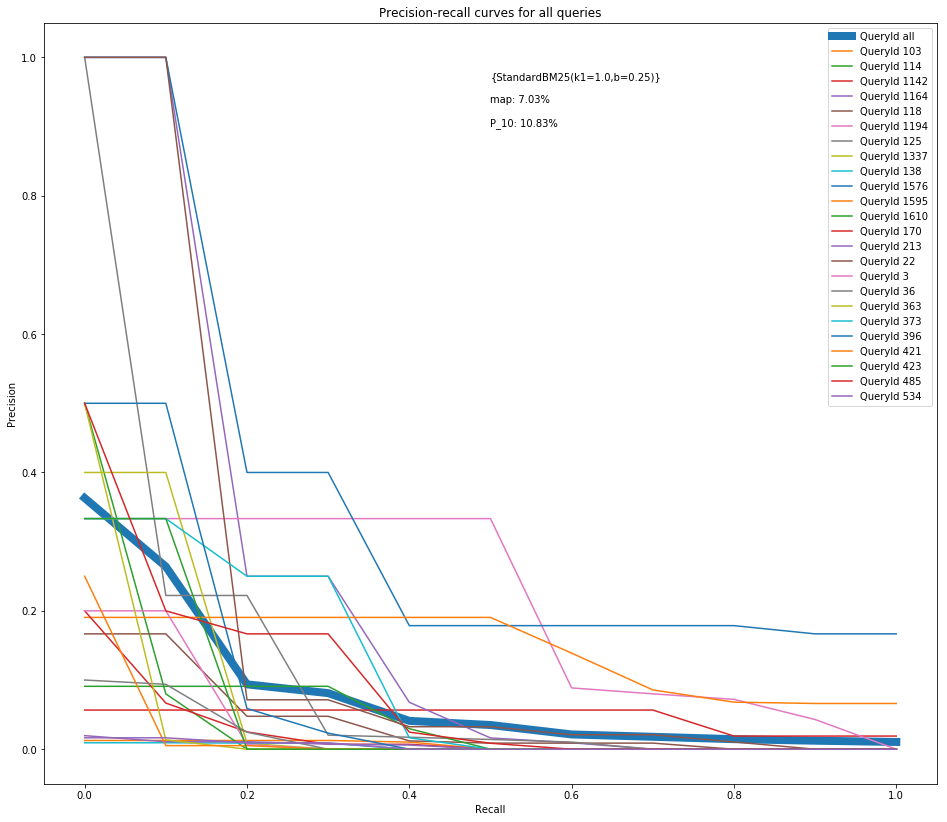 Precision-recall curves for all queries
{StandardBM25(k1=1.0,b=0.25)}
map: 7.03%
P_10: 10.83%
QueryId all
QueryId 103
QueryId 114
QueryId 1142
QueryId 1164
QueryId 118
QueryId 1194
QueryId 125
QueryId 1337
QueryId 138
QueryId 1576
QueryId 1595
QueryId 1610
QueryId 170
QueryId 213
QueryId 22
QueryId 3
QueryId 36
QueryId 363
QueryId 373
QueryId 396
QueryId 421
QueryId 423
QueryId 485
QueryId 534
Precision
1.0
0.8
0.6
0.4
0.2
0.0
0.0 0.2 0.4 0.6 0.8 1.0
Recall